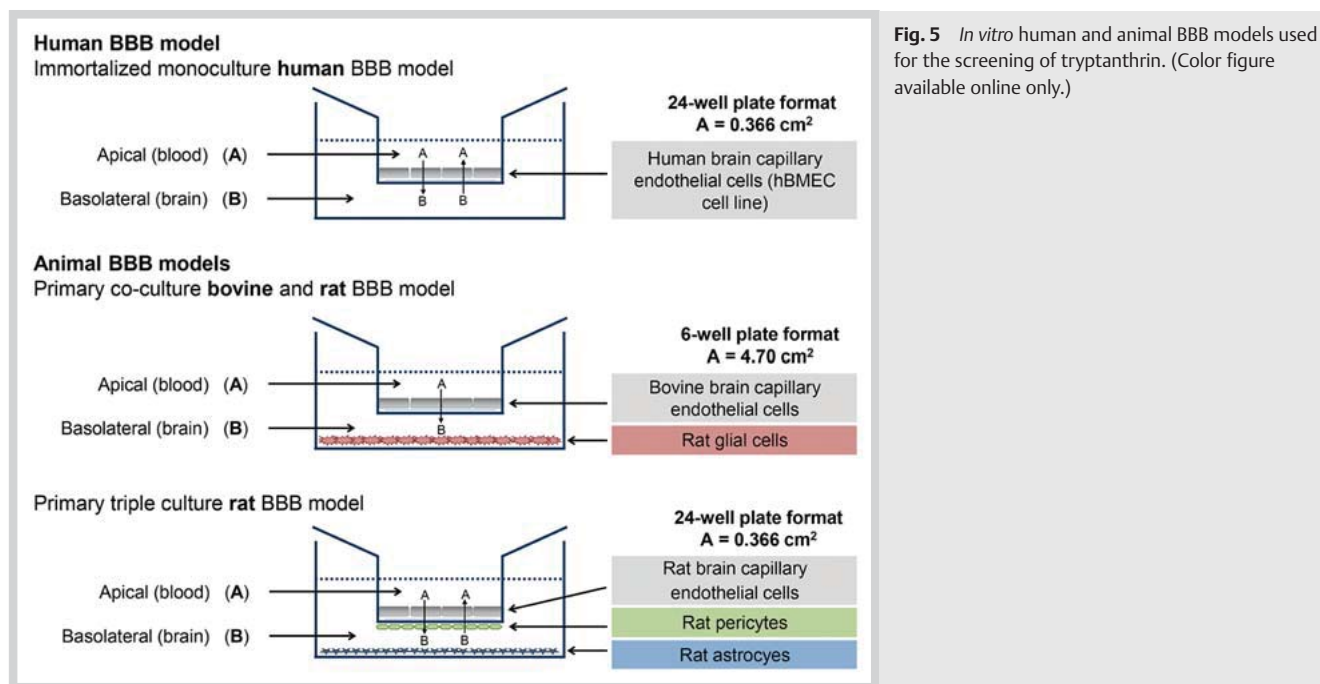 Human BBB model
Immortalized monoculture human BBB model
24-well plate format
A = 0.366 cm²
Apical (blood) (A)
A A
Human brain capillary
endothelial cells (hBMEC
cell line)
Basolateral (brain) (B)
B B
Animal BBB models
Primary co-culture bovine and rat BBB model
6-well plate format
A = 4.70 cm²
Apical (blood) (A)
A
Bovine brain capillary
endothelial cells
Basolateral (brain) (B)
B
Rat glial cells
Primary triple culture rat BBB model
24-well plate format
A = 0.366 cm²
Apical (blood) (A)
A A
Rat brain capillary
endothelial cells
Rat pericytes
Basolateral (brain) (B)
B B
Rat astrocyes
Fig. 5 In vitro human and animal BBB models used
for the screening of tryptanthrin. (Color figure
available online only.)